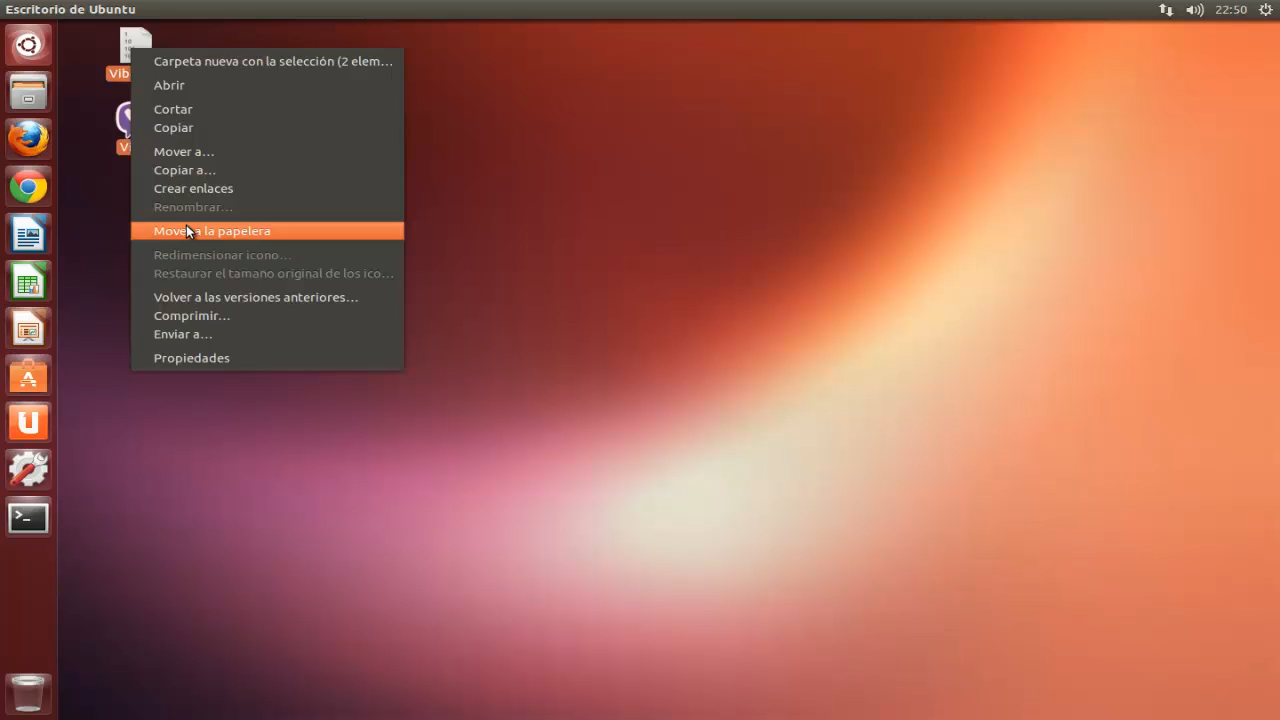 Escritorio de Ubuntu
22:50
Carpeta nueva con la selección (2 elem...
Abrir
Cortar
Copiar
Mover a...
Copiar a...
Crear enlaces
Renombrar...
Mover a la papelera
Redimensionar icono...
Restaurar el tamano original de los ico...
Volver a las versiones anteriores...
Comprimir...
Enviar a...
Propiedades